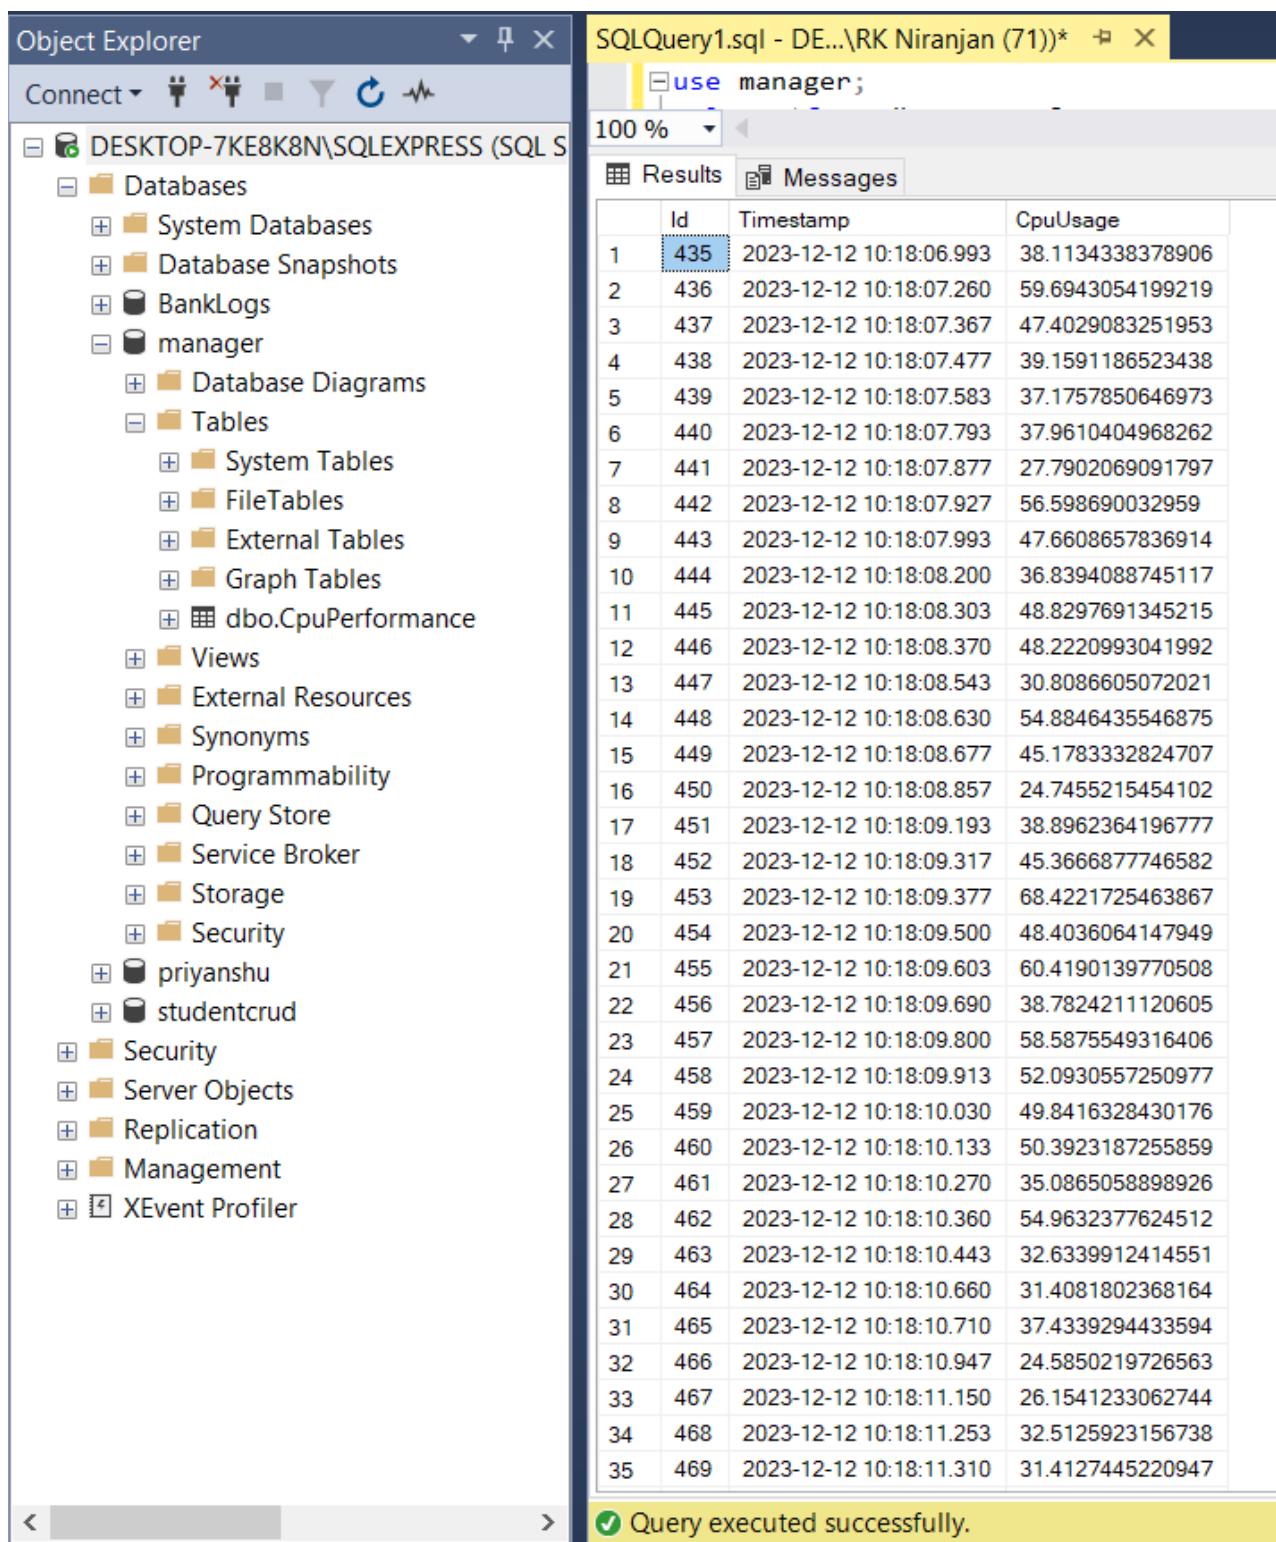 Object Explorer
Connect
DESKTOP-7KE8K8N\SQLEXPRESS (SQL S
Databases
System Databases
Database Snapshots
BankLogs
manager
Database Diagrams
Tables
System Tables
FileTables
External Tables
Graph Tables
dbo.CpuPerformance
Views
External Resources
Synonyms
Programmability
Query Store
Service Broker
Storage
Security
priyanshu
studentcrud
Security
Server Objects
Replication
Management
XEvent Profiler
SQLQuery1.sql - DE...\RK Niranjan (71))*
use manager;
100 %
Results Messages
Id Timestamp CpuUsage
1 435 2023-12-12 10:18:06.993 38.1134338378906
2 436 2023-12-12 10:18:07.260 59.6943054199219
3 437 2023-12-12 10:18:07.367 47.4029083251953
4 438 2023-12-12 10:18:07.477 39.1591186523438
5 439 2023-12-12 10:18:07.583 37.1757850646973
6 440 2023-12-12 10:18:07.793 37.9610404968262
7 441 2023-12-12 10:18:07.877 27.7902069091797
8 442 2023-12-12 10:18:07.927 56.598690032959
9 443 2023-12-12 10:18:07.993 47.6608657836914
10 444 2023-12-12 10:18:08.200 36.8394088745117
11 445 2023-12-12 10:18:08.303 48.8297691345215
12 446 2023-12-12 10:18:08.370 48.2220993041992
13 447 2023-12-12 10:18:08.543 30.8086605072021
14 448 2023-12-12 10:18:08.630 54.8846435546875
15 449 2023-12-12 10:18:08.677 45.1783332824707
16 450 2023-12-12 10:18:08.857 24.7455215454102
17 451 2023-12-12 10:18:09.193 38.8962364196777
18 452 2023-12-12 10:18:09.317 45.3666877746582
19 453 2023-12-12 10:18:09.377 68.4221725463867
20 454 2023-12-12 10:18:09.500 48.4036064147949
21 455 2023-12-12 10:18:09.603 60.4190139770508
22 456 2023-12-12 10:18:09.690 38.7824211120605
23 457 2023-12-12 10:18:09.800 58.5875549316406
24 458 2023-12-12 10:18:09.913 52.0930557250977
25 459 2023-12-12 10:18:10.030 49.8416328430176
26 460 2023-12-12 10:18:10.133 50.3923187255859
27 461 2023-12-12 10:18:10.270 35.0865058898926
28 462 2023-12-12 10:18:10.360 54.9632377624512
29 463 2023-12-12 10:18:10.443 32.6339912414551
30 464 2023-12-12 10:18:10.660 31.4081802368164
31 465 2023-12-12 10:18:10.710 37.4339294433594
32 466 2023-12-12 10:18:10.947 24.5850219726563
33 467 2023-12-12 10:18:11.150 26.1541233062744
34 468 2023-12-12 10:18:11.253 32.5125923156738
35 469 2023-12-12 10:18:11.310 31.4127445220947
Query executed successfully.